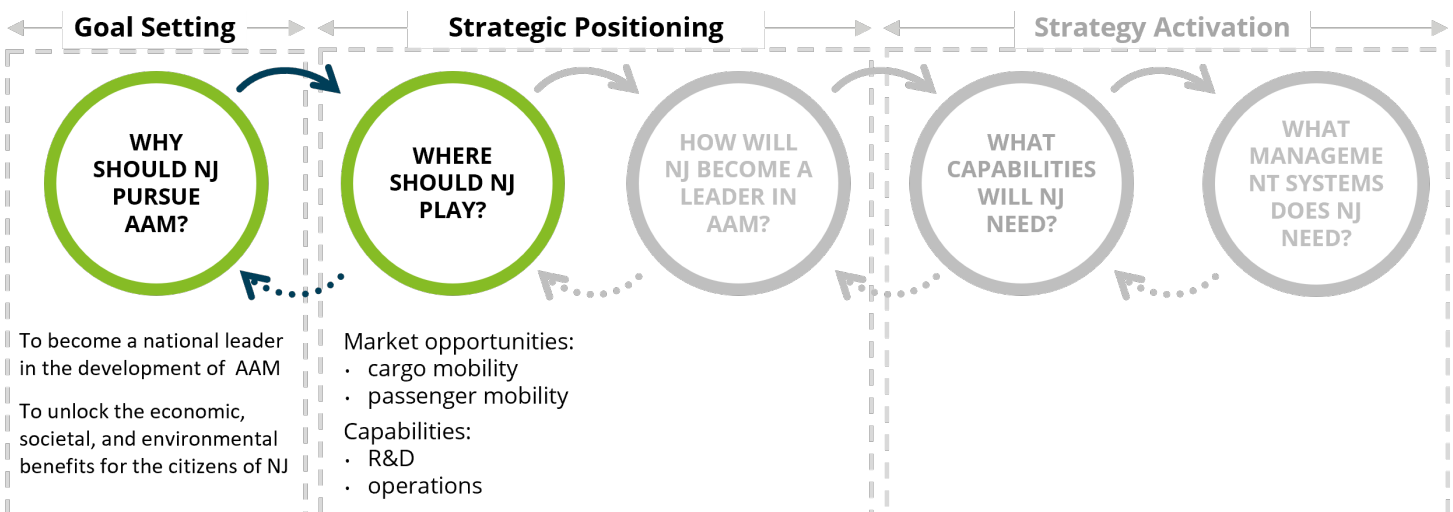 Goal Setting
Strategic Positioning
Strategy Activation
WHY
SHOULD NJ
PURSUE
AAM?
WHERE
SHOULD NJ
PLAY?
HOW WILL
NJ BECOME A
LEADER IN
AAM?
WHAT
CAPABILITIES
WILL NJ
NEED?
WHAT
MANAGEME
NT SYSTEMS
DOES NJ
NEED?
To become a national leader
in the development of AAM
To unlock the economic,
societal, and environmental
benefits for the citizens of NJ
Market opportunities:
· cargo mobility
· passenger mobility
Capabilities:
· R&D
· operations